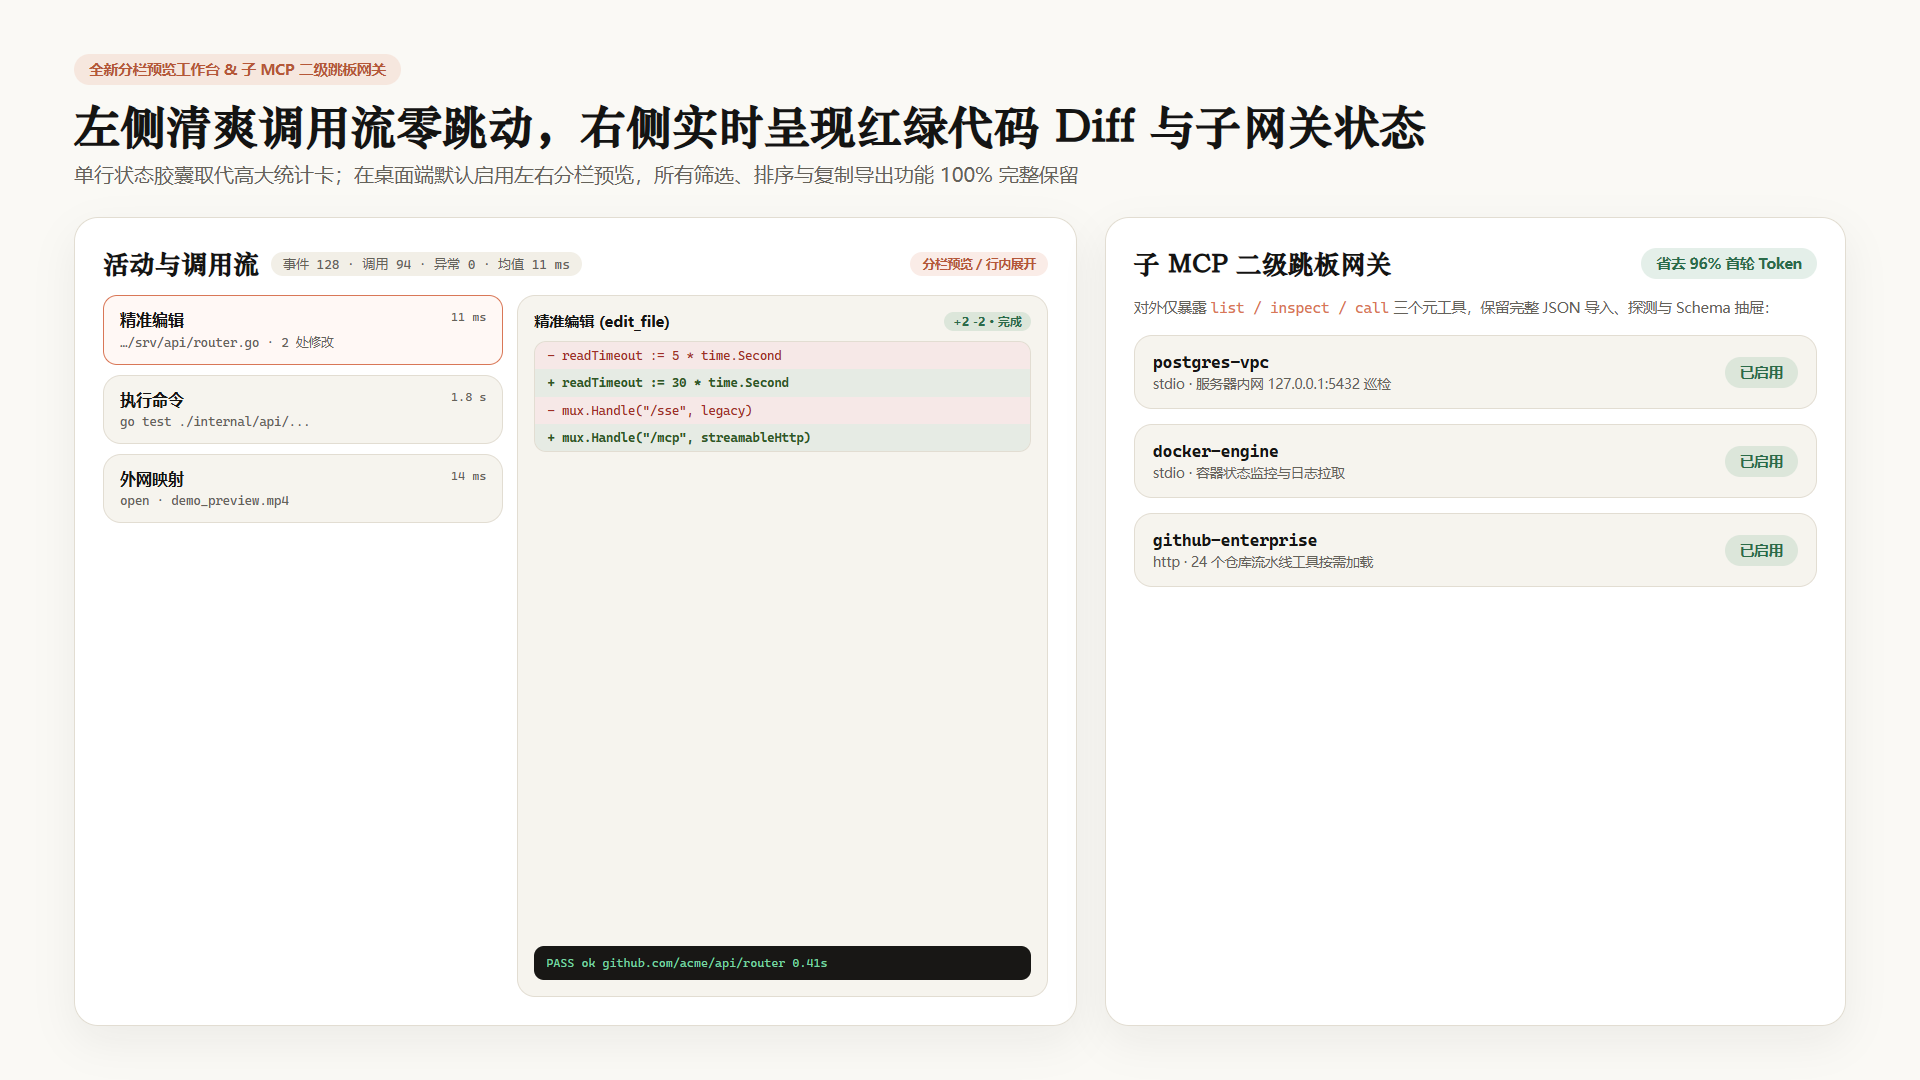 全新分栏预览工作台 & 子 MCP 二级跳板网关
左侧清爽调用流零跳动，右侧实时呈现红绿代码 Diff 与子网关状态
单行状态胶囊取代高大统计卡；在桌面端默认启用左右分栏预览，所有筛选、排序与复制导出功能 100% 完整保留
活动与调用流
事件 128 · 调用 94 · 异常 0 · 均值 11 ms
分栏预览 / 行内展开
精准编辑
11 ms
…/srv/api/router.go · 2 处修改
执行命令
1.8 s
go test ./internal/api/...
外网映射
14 ms
open · demo_preview.mp4
精准编辑 (edit_file)
+2 -2 • 完成
- readTimeout := 5 * time.Second
+ readTimeout := 30 * time.Second
- mux.Handle("/sse", legacy)
+ mux.Handle("/mcp", streamableHttp)
PASS ok github.com/acme/api/router 0.41s
子 MCP 二级跳板网关
省去 96% 首轮 Token
对外仅暴露 list / inspect / call 三个元工具，保留完整 JSON 导入、探测与 Schema 抽屉：
postgres-vpc
stdio · 服务器内网 127.0.0.1:5432 巡检
已启用
docker-engine
stdio · 容器状态监控与日志拉取
已启用
github-enterprise
http · 24 个仓库流水线工具按需加载
已启用